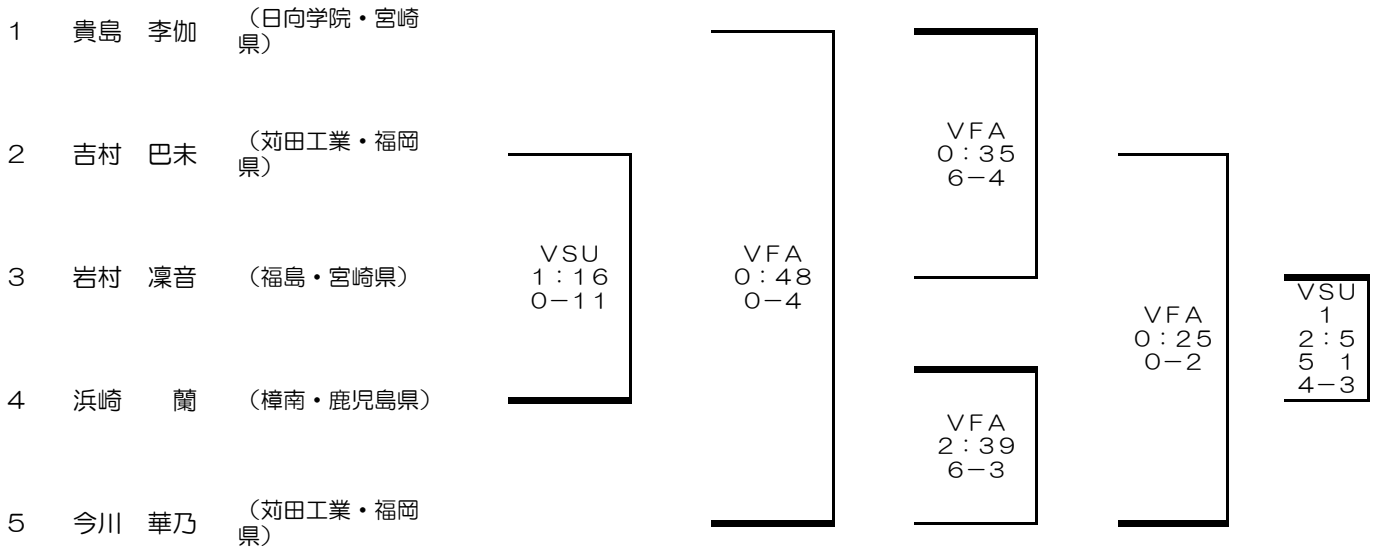 1 貴島 李伽 （日向学院・宮崎
県）
2 吉村 巴未 （苅田工業・福岡
県）
3 岩村 凜音 （福島・宮崎県）
4 浜崎 蘭 （樟南・鹿児島県）
5 今川 華乃 （苅田工業・福岡
県）
VSU
1：16
0－11
VFA
0：48
0－4
VFA
0：35
6－4
VFA
2：39
6－3
VFA
0：25
0－2
VSU
1
2：5
5 1
4－3